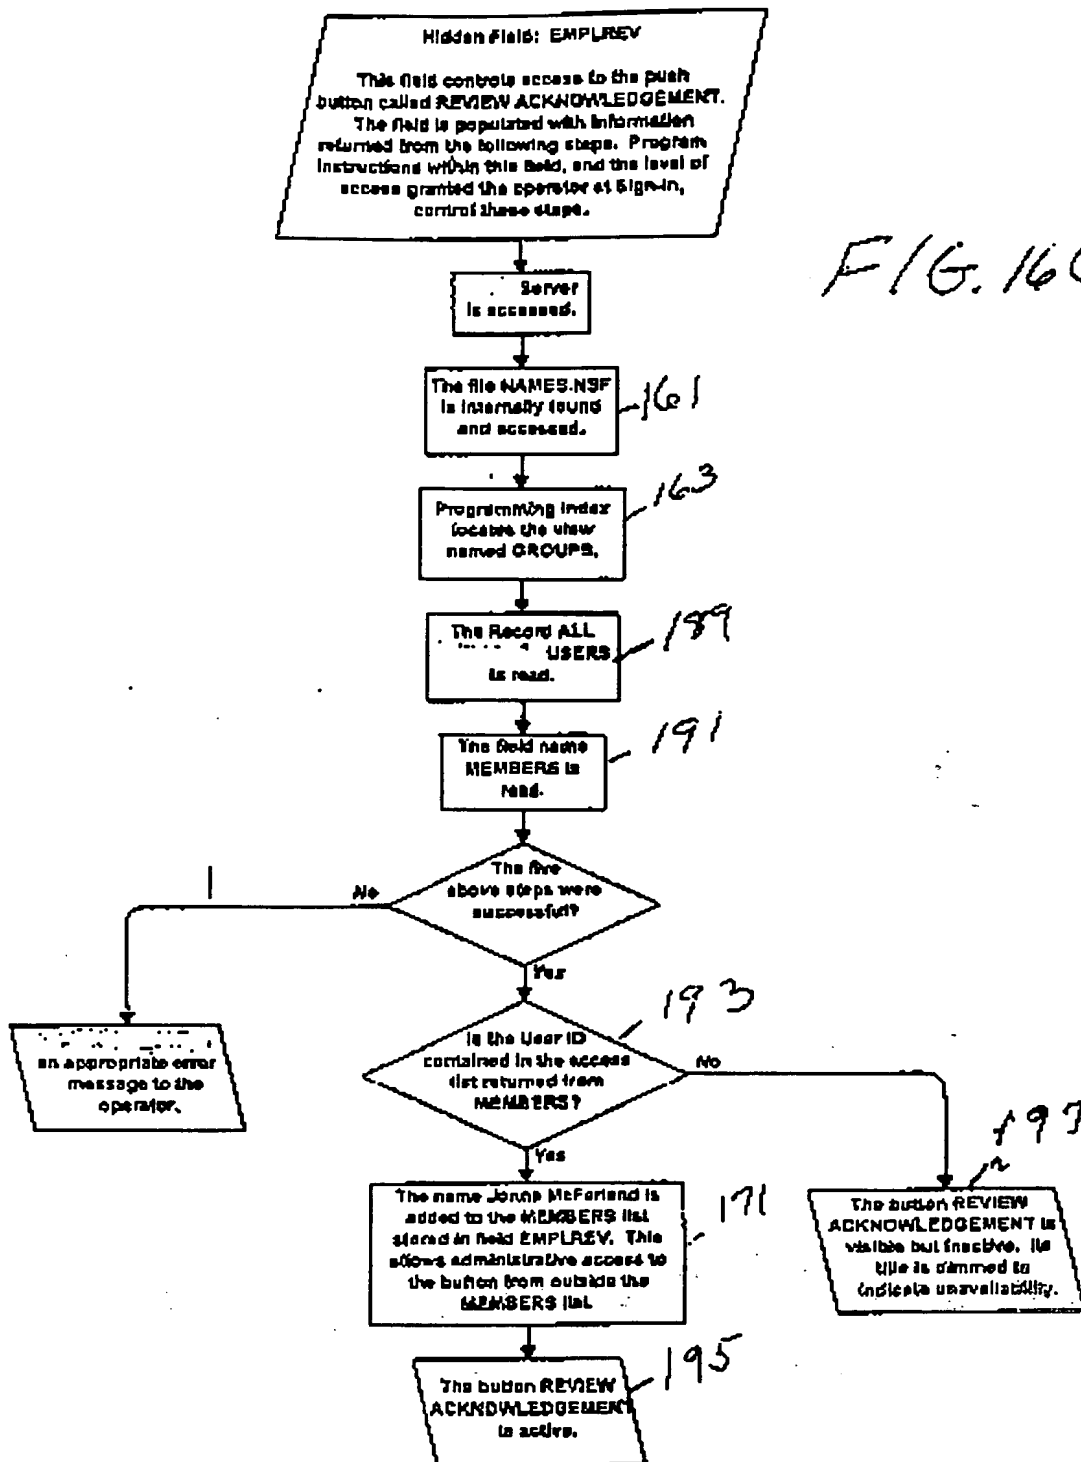 Hidden Field: EMPLREV
This field controls access to the push
button called REVIEW ACKNOWLEDGEMENT.
The field is populated with information
returned from the following steps. Program
instructions within this field, and the level of
access granted the operator at Sign-in,
control these steps.
FIG. 16
Server
is accessed.
The file NAMES.NSF
is internally found
and accessed.
161
Programming index
locates the view
named GROUPS.
163
The Record ALL
USERS
is read.
189
The field name
MEMBERS is
read.
191
The five
above steps were
successful?
No
Yes
an appropriate error
message to the
operator.
Is the User ID
contained in the access
list returned from
MEMBERS?
193
No
Yes
The name Jonna McFarland is
added to the MEMBERS list
stored in field EMPLREV. This
allows administrative access to
the button from outside the
MEMBERS list
171
The button REVIEW
ACKNOWLEDGEMENT is
visible but inactive. Its
title is dimmed to
indicate unavailability.
197
The button REVIEW
ACKNOWLEDGEMENT
is active.
195